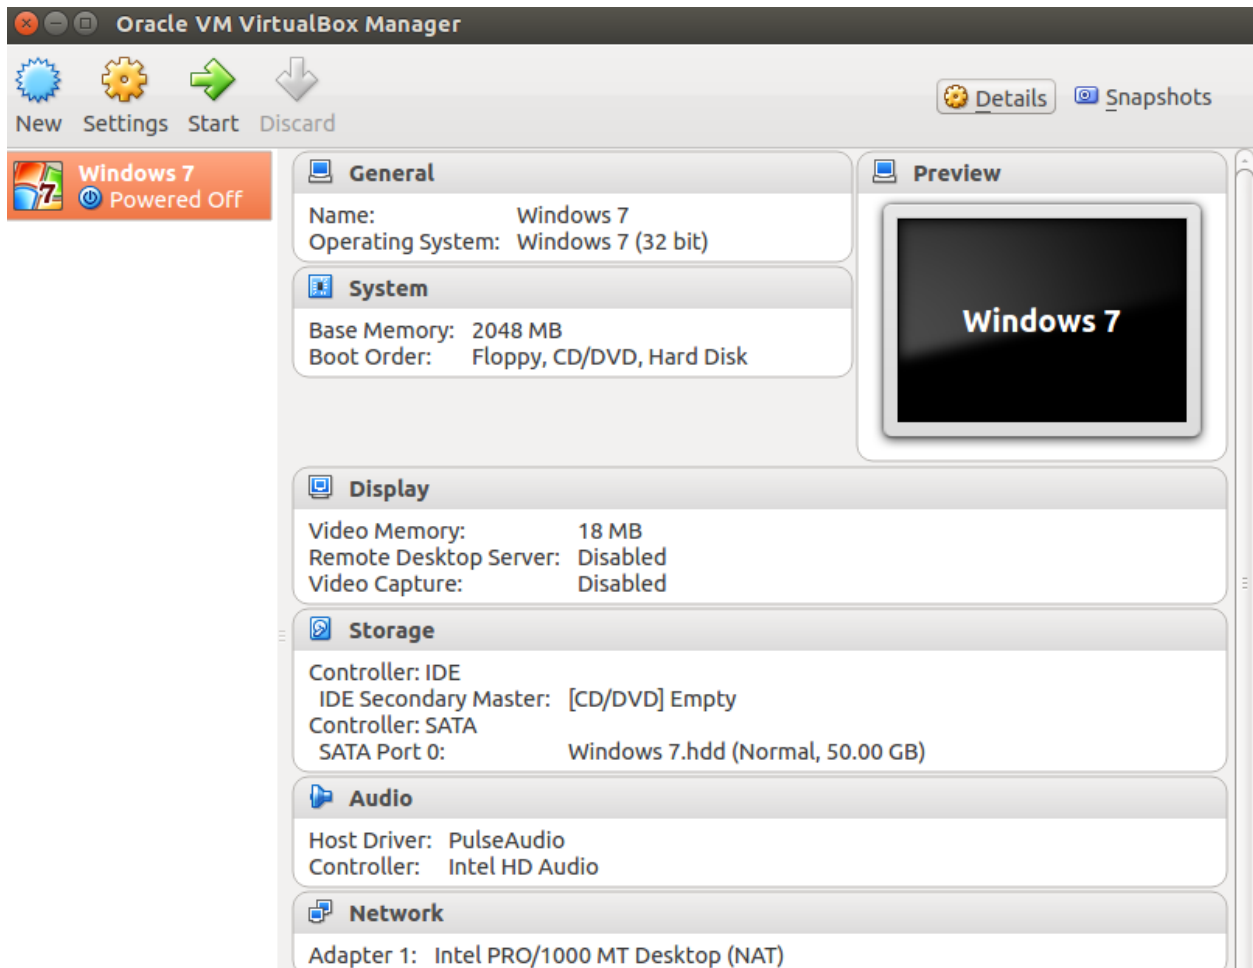 Oracle VM VirtualBox Manager
New Settings Start Discard
Details Snapshots
Windows 7
Powered Off
General
Name: Windows 7
Operating System: Windows 7 (32 bit)
System
Base Memory: 2048 MB
Boot Order: Floppy, CD/DVD, Hard Disk
Preview
Windows 7
Display
Video Memory: 18 MB
Remote Desktop Server: Disabled
Video Capture: Disabled
Storage
Controller: IDE
IDE Secondary Master: [CD/DVD] Empty
Controller: SATA
SATA Port 0: Windows 7.hdd (Normal, 50.00 GB)
Audio
Host Driver: PulseAudio
Controller: Intel HD Audio
Network
Adapter 1: Intel PRO/1000 MT Desktop (NAT)